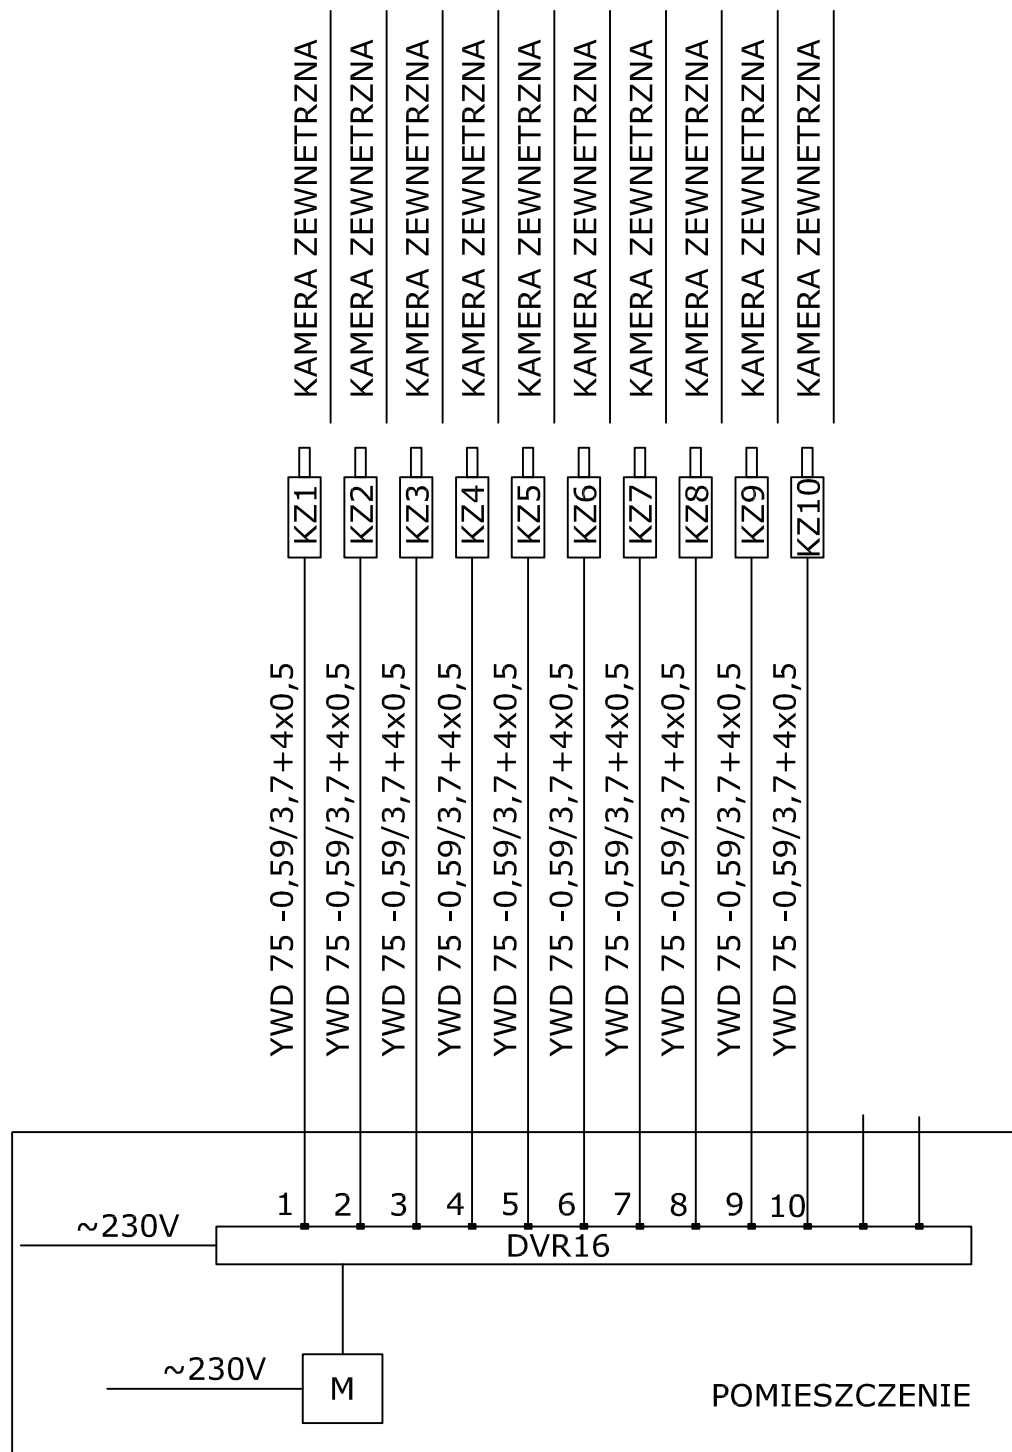 KAMERA ZEWNETRZNA
KAMERA ZEWNETRZNA
KAMERA ZEWNETRZNA
KAMERA ZEWNETRZNA
KAMERA ZEWNETRZNA
KAMERA ZEWNETRZNA
KAMERA ZEWNETRZNA
KAMERA ZEWNETRZNA
KAMERA ZEWNETRZNA
KAMERA ZEWNETRZNA
KZ1
KZ2
KZ3
KZ4
KZ5
KZ6
KZ7
KZ8
KZ9
KZ10
YWD 75 -0,59/3,7+4x0,5
YWD 75 -0,59/3,7+4x0,5
YWD 75 -0,59/3,7+4x0,5
YWD 75 -0,59/3,7+4x0,5
YWD 75 -0,59/3,7+4x0,5
YWD 75 -0,59/3,7+4x0,5
YWD 75 -0,59/3,7+4x0,5
YWD 75 -0,59/3,7+4x0,5
YWD 75 -0,59/3,7+4x0,5
YWD 75 -0,59/3,7+4x0,5
1 2 3 4 5 6 7 8 9 10
~230V
DVR16
~230V
M
POMIESZCZENIE